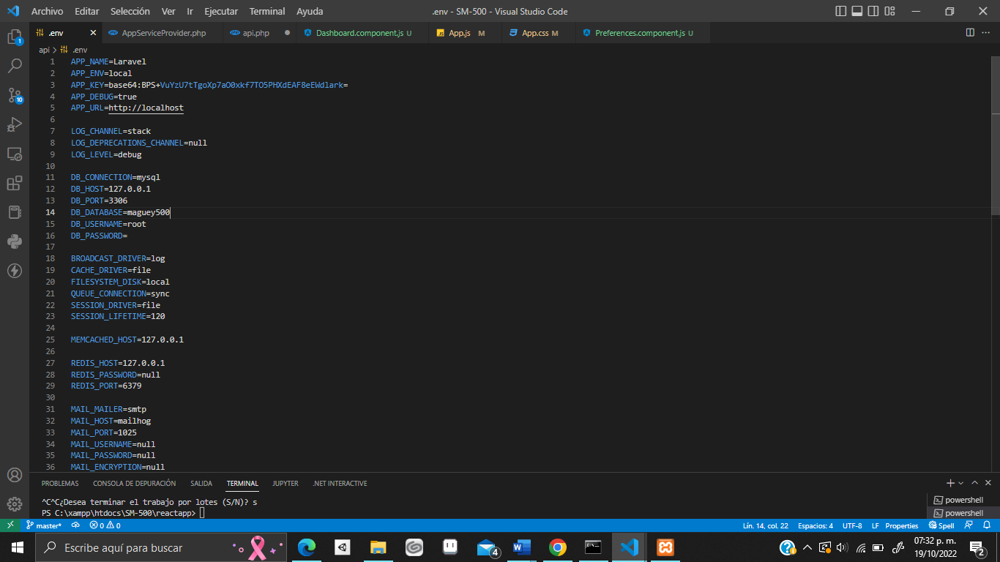 Archivo Editar Selección Ver Ir Ejecutar Terminal Ayuda .env - SM-500 - Visual Studio Code
.env AppServiceProvider.php api.php Dashboard.component.js U App.js M App.css M Preferences.component.js U
api > .env
1 APP_NAME=Laravel
2 APP_ENV=local
3 APP_KEY=base64:BPS+VuYzU7tTgoXp7aO0xkf7TO5PHXdEAF8eEWdlark=
4 APP_DEBUG=true
5 APP_URL=http://localhost
6
7 LOG_CHANNEL=stack
8 LOG_DEPRECATIONS_CHANNEL=null
9 LOG_LEVEL=debug
10
11 DB_CONNECTION=mysql
12 DB_HOST=127.0.0.1
13 DB_PORT=3306
14 DB_DATABASE=maguey500
15 DB_USERNAME=root
16 DB_PASSWORD=
17
18 BROADCAST_DRIVER=log
19 CACHE_DRIVER=file
20 FILESYSTEM_DISK=local
21 QUEUE_CONNECTION=sync
22 SESSION_DRIVER=file
23 SESSION_LIFETIME=120
24
25 MEMCACHED_HOST=127.0.0.1
26
27 REDIS_HOST=127.0.0.1
28 REDIS_PASSWORD=null
29 REDIS_PORT=6379
30
31 MAIL_MAILER=smtp
32 MAIL_HOST=mailhog
33 MAIL_PORT=1025
34 MAIL_USERNAME=null
35 MAIL_PASSWORD=null
36 MAIL_ENCRYPTION=null
1
10
PROBLEMAS CONSOLA DE DEPURACIÓN SALIDA TERMINAL JUPYTER .NET INTERACTIVE
^C^C¿Desea terminar el trabajo por lotes (S/N)? s
PS C:\xampp\htdocs\SM-500\reactapp>
powershell
powershell
master* 0 0 Lín. 14, col. 22 Espacios: 4 UTF-8 LF Properties Spell
Escribe aquí para buscar
4
07:32 p. m.
19/10/2022
2